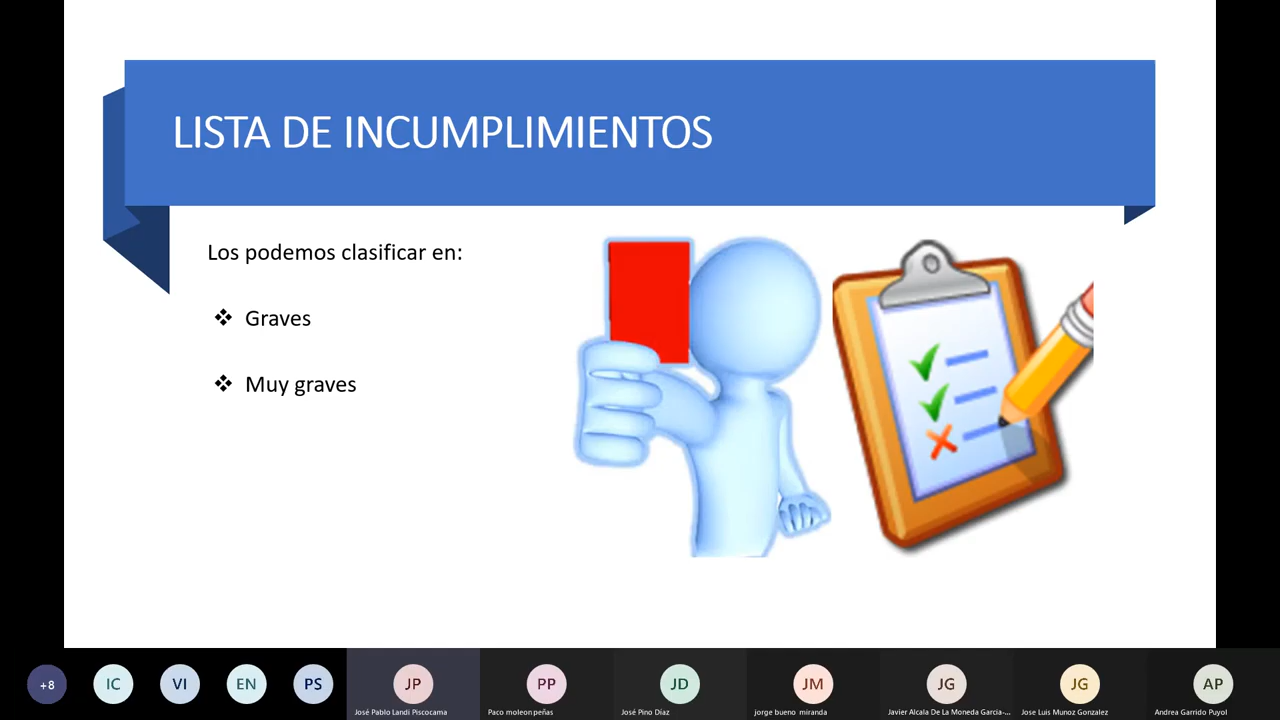 LISTA DE INCUMPLIMIENTOS
Los podemos clasificar en:
❖ Graves
❖ Muy graves
+8
IC
VI
EN
PS
JP
PP
JD
JM
JG
JG
AP
José Pablo Landi Piscocama
Paco moleon peñas
José Pino Díaz
jorge bueno miranda
Javier Alcala De La Moneda Garcia-...
Jose Luis Munoz Gonzalez
Andrea Garrido Puyol